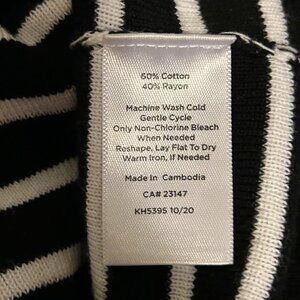 60% Cotton
40% Rayon
Machine Wash Cold
Gentle Cycle
Only Non-Chlorine Bleach
When Needed
Reshape, Lay Flat To Dry
Warm Iron, If Needed
Made In Cambodia
CA# 23147
KH5395 10/20